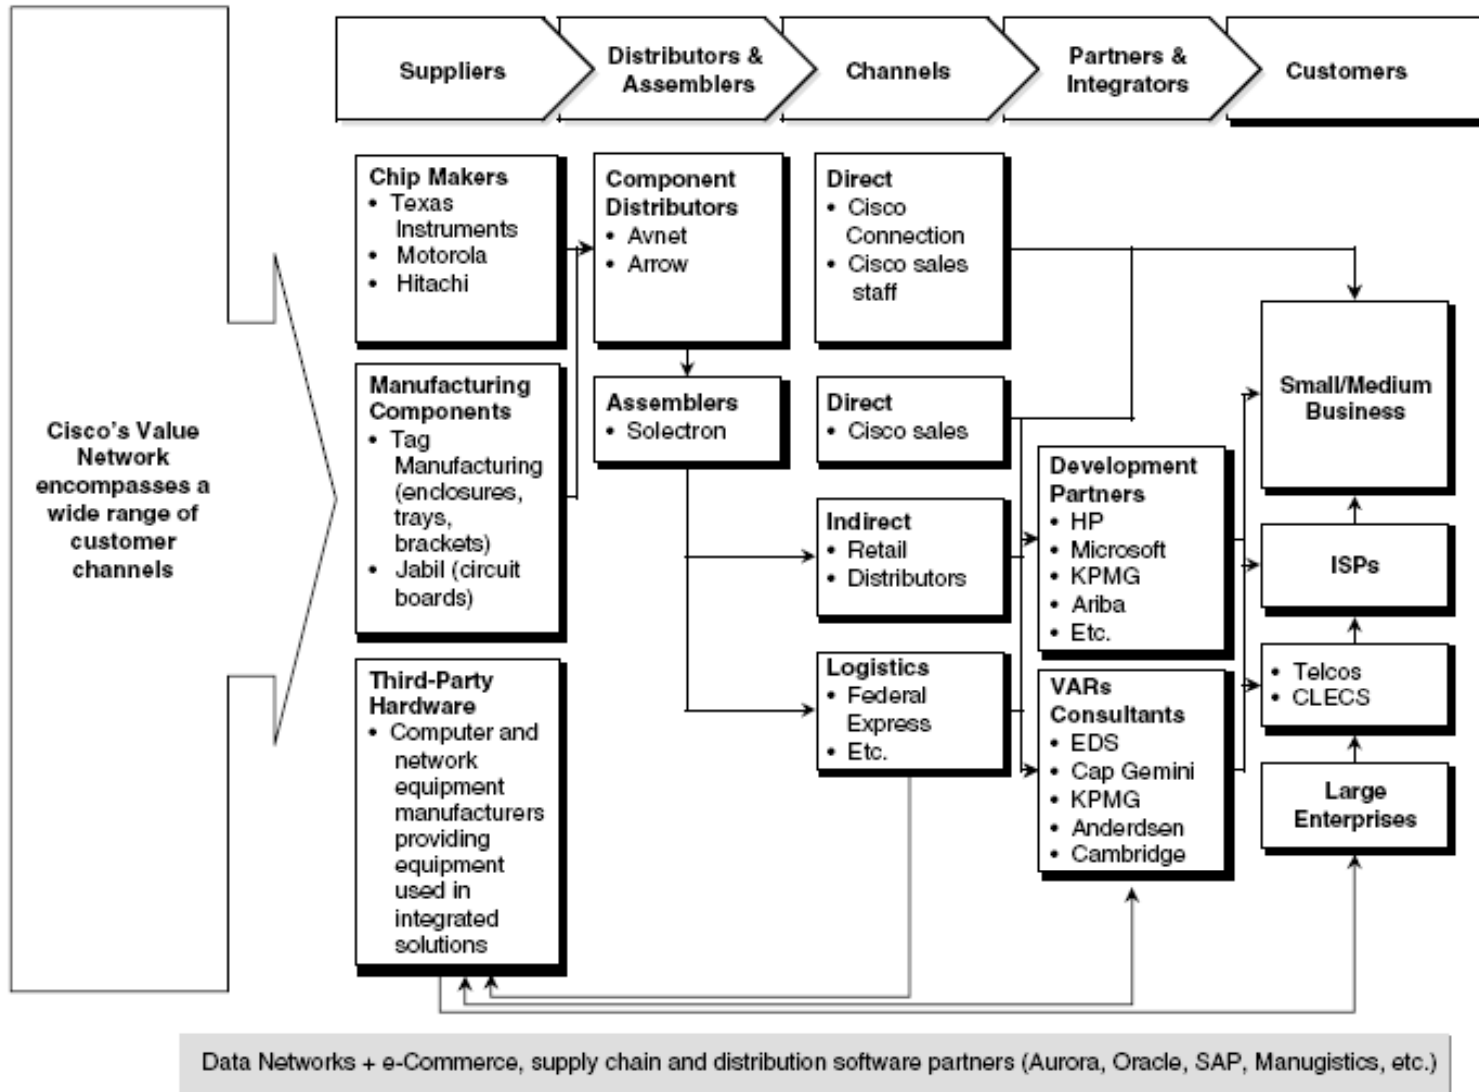 Cisco's Value
Network
encompasses a
wide range of
customer
channels
Suppliers
Distributors &
Assemblers
Channels
Partners &
Integrators
Customers
Chip Makers
• Texas
Instruments
• Motorola
• Hitachi
Manufacturing
Components
• Tag
Manufacturing
(enclosures,
trays,
brackets)
• Jabil (circuit
boards)
Third-Party
Hardware
• Computer and
network
equipment
manufacturers
providing
equipment
used in
integrated
solutions
Component
Distributors
• Avnet
• Arrow
Assemblers
• Solectron
Direct
• Cisco
Connection
• Cisco sales
staff
Direct
• Cisco sales
Indirect
• Retail
• Distributors
Logistics
• Federal
Express
• Etc.
Development
Partners
• HP
• Microsoft
• KPMG
• Ariba
• Etc.
VARs
Consultants
• EDS
• Cap Gemini
• KPMG
• Anderdsen
• Cambridge
Small/Medium
Business
ISPs
• Telcos
• CLECS
Large
Enterprises
Data Networks + e-Commerce, supply chain and distribution software partners (Aurora, Oracle, SAP, Manugistics, etc.)